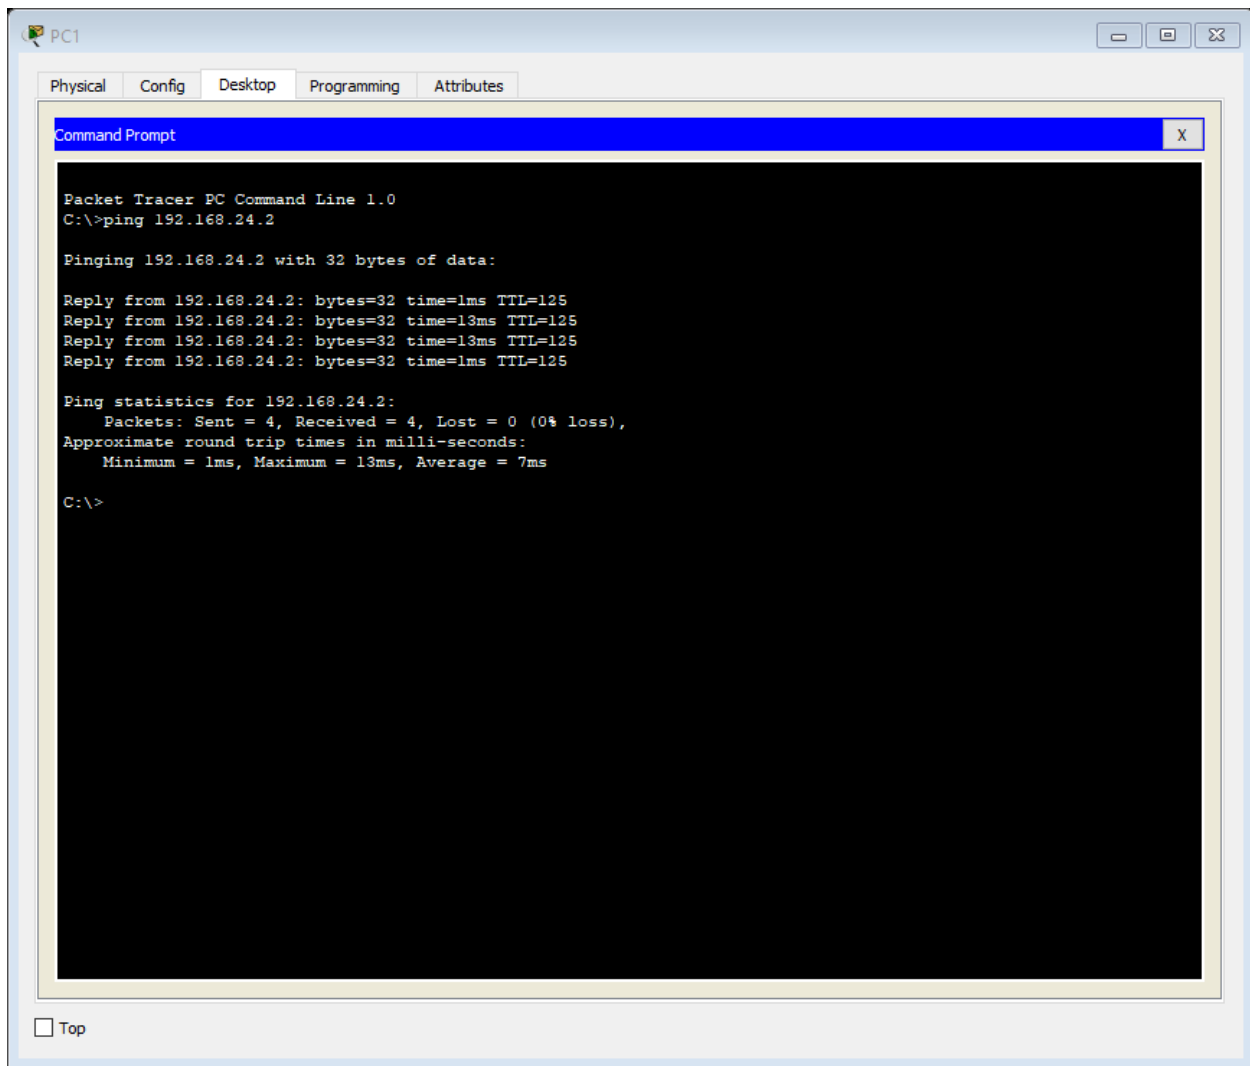 PC1
Physical Config Desktop Programming Attributes
Command Prompt X
Packet Tracer PC Command Line 1.0
C:\>ping 192.168.24.2
Pinging 192.168.24.2 with 32 bytes of data:
Reply from 192.168.24.2: bytes=32 time=1ms TTL=125
Reply from 192.168.24.2: bytes=32 time=13ms TTL=125
Reply from 192.168.24.2: bytes=32 time=13ms TTL=125
Reply from 192.168.24.2: bytes=32 time=1ms TTL=125
Ping statistics for 192.168.24.2:
Packets: Sent = 4, Received = 4, Lost = 0 (0% loss),
Approximate round trip times in milli-seconds:
Minimum = 1ms, Maximum = 13ms, Average = 7ms
C:\>
Top